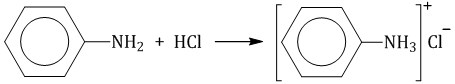 NH₂ + HCl ⟶ [NH₃]⁺ Cl⁻